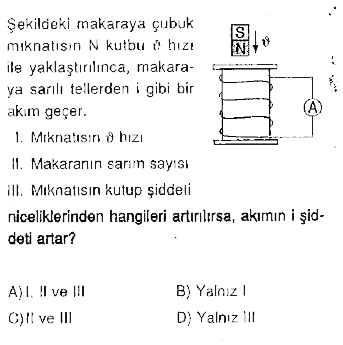 Şekildeki makaraya çubuk
mıknatısın N kutbu ϑ hızı
ile yaklaştırılınca, makara-
ya sarılı tellerden i gibi bir
akım geçer.
I. Mıknatısın ϑ hızı
II. Makaranın sarım sayısı
III. Mıknatısın kutup şiddeti
niceliklerinden hangileri artırılırsa, akımın i şid-
deti artar?
A) I, II ve III
B) Yalnız I
C) II ve III
D) Yalnız III
S
N
ϑ
A